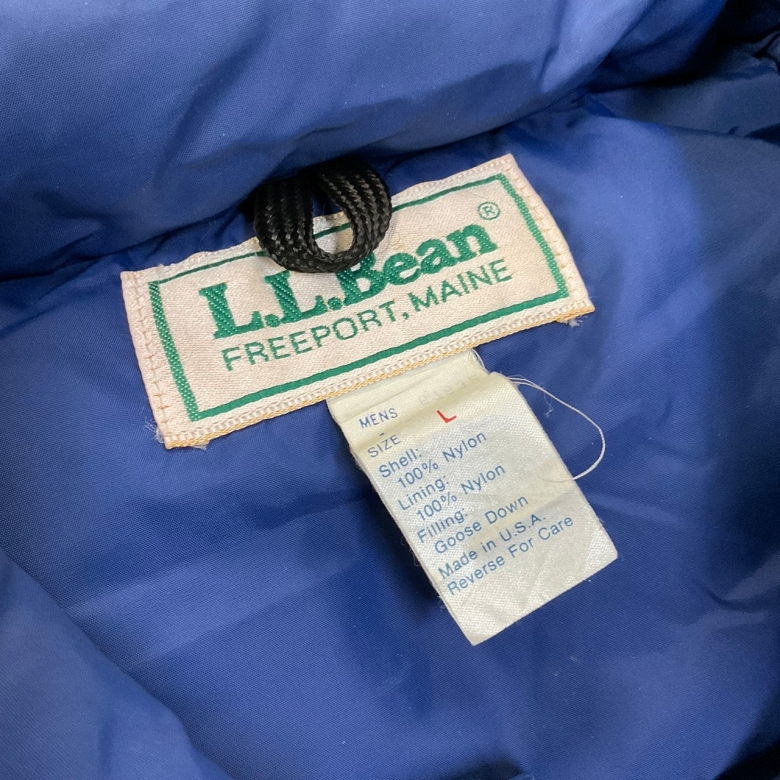 L.L.Bean®
FREEPORT, MAINE
MENS
SIZE L
Shell:
100% Nylon
Lining:
100% Nylon
Filling:
Goose Down
Made in U.S.A.
Reverse For Care